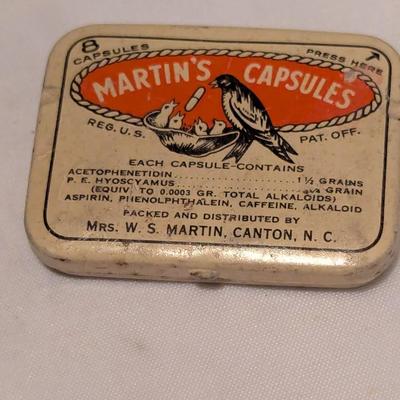 8 CAPSULES
PRESS HERE
MARTIN'S CAPSULES
REG. U.S. PAT. OFF.
EACH CAPSULE CONTAINS
ACETOPHENETIDIN............1½ GRAINS
P. E. HYOSCYAMUS............ GRAIN
(EQUIV. TO 0.0003 GR. TOTAL ALKALOIDS)
ASPIRIN, PHENOLPHTHALEIN, CAFFEINE, ALKALOID
PACKED AND DISTRIBUTED BY
MRS. W. S. MARTIN, CANTON, N. C.